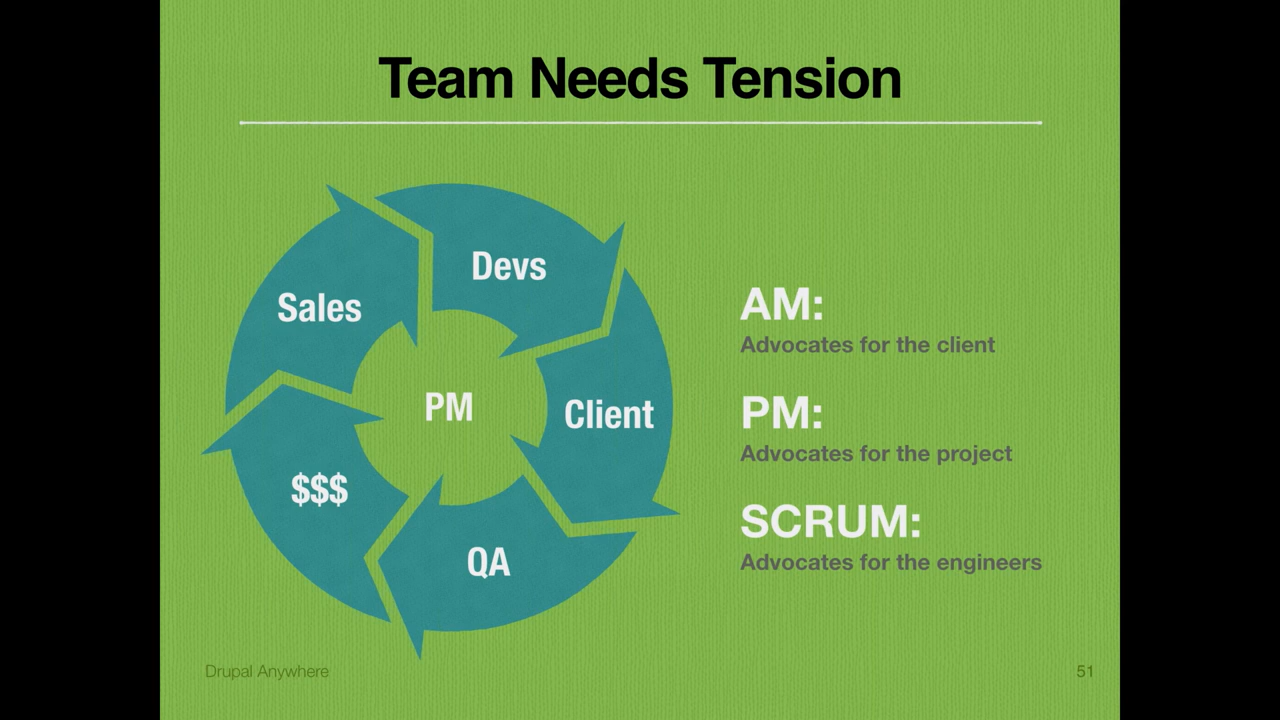 Team Needs Tension
Devs
Sales
PM
Client
$$$
QA
AM:
Advocates for the client
PM:
Advocates for the project
SCRUM:
Advocates for the engineers
Drupal Anywhere
51